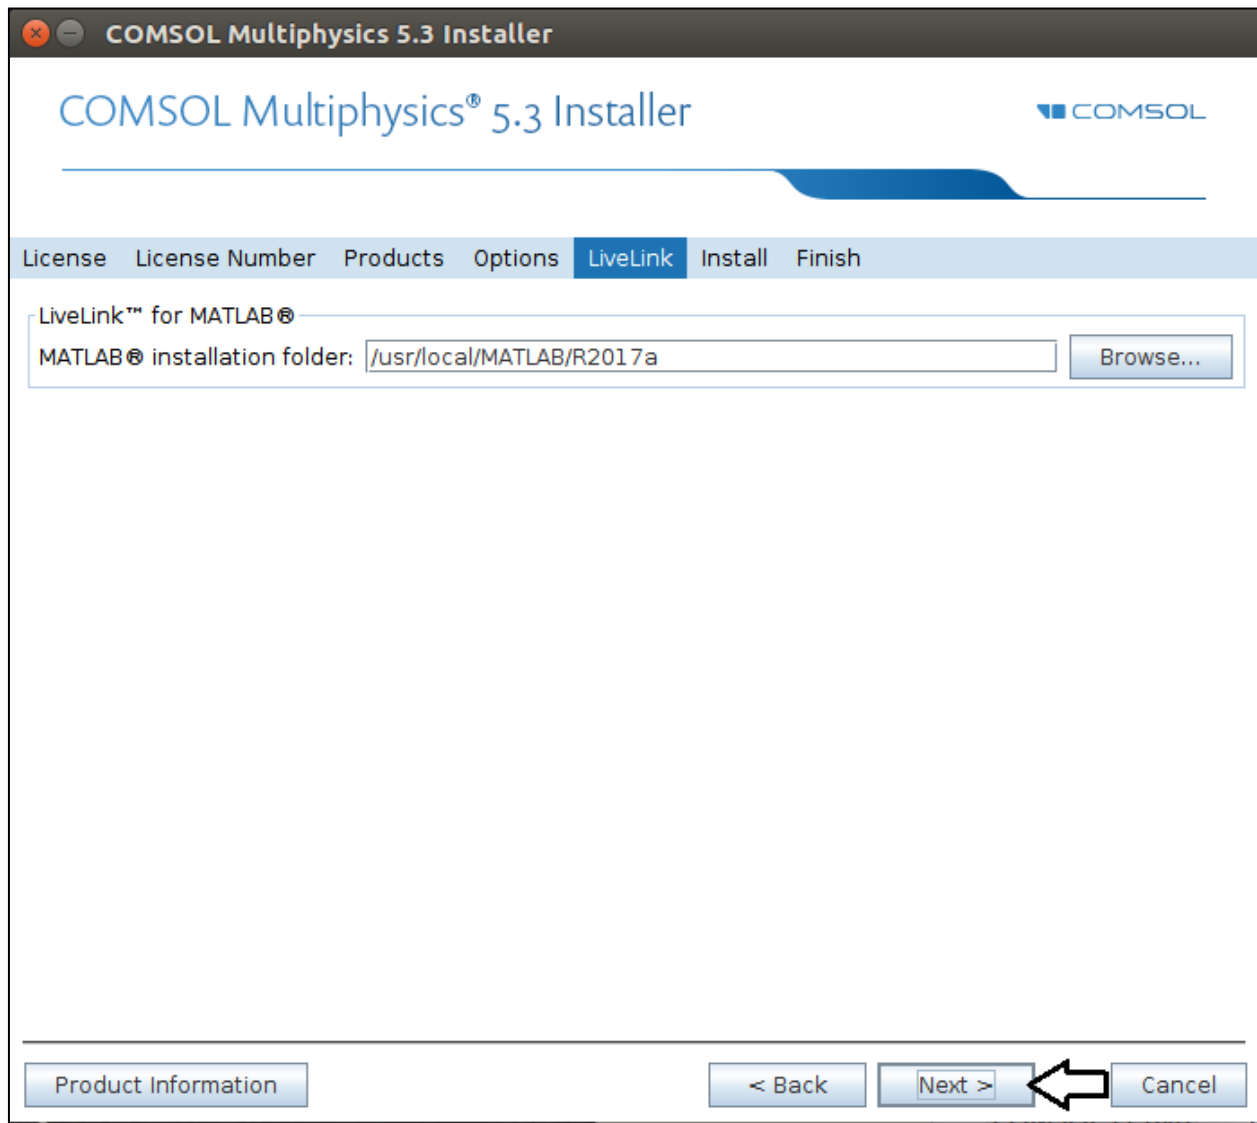 COMSOL Multiphysics 5.3 Installer
COMSOL Multiphysics® 5.3 Installer
COMSOL
License License Number Products Options LiveLink Install Finish
LiveLink™ for MATLAB®
MATLAB® installation folder: /usr/local/MATLAB/R2017a Browse...
Product Information < Back Next > Cancel